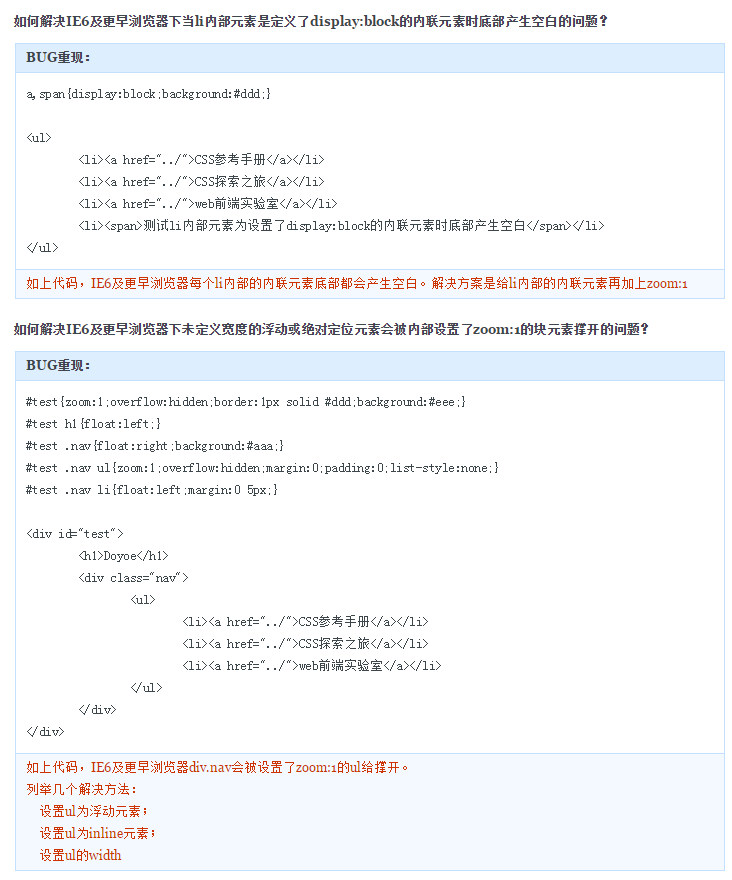 如何解决IE6及更早浏览器下当li内部元素是定义了display:block的内联元素时底部产生空白的问题？
BUG重现：
a,span{display:block;background:#ddd;}
<ul>
<li><a href="../">CSS参考手册</a></li>
<li><a href="../">CSS探索之旅</a></li>
<li><a href="../">web前端实验室</a></li>
<li><span>测试li内部元素为设置了display:block的内联元素时底部产生空白</span></li>
</ul>
如上代码，IE6及更早浏览器每个li内部的内联元素底部都会产生空白。解决方案是给li内部的内联元素再加上zoom:1
如何解决IE6及更早浏览器下未定义宽度的浮动或绝对定位元素会被内部设置了zoom:1的块元素撑开的问题？
BUG重现：
#test{zoom:1;overflow:hidden;border:1px solid #ddd;background:#eee;}
#test h1{float:left;}
#test .nav{float:right;background:#aaa;}
#test .nav ul{zoom:1;overflow:hidden;margin:0;padding:0;list-style:none;}
#test .nav li{float:left;margin:0 5px;}
<div id="test">
<h1>Doyoe</h1>
<div class="nav">
<ul>
<li><a href="../">CSS参考手册</a></li>
<li><a href="../">CSS探索之旅</a></li>
<li><a href="../">web前端实验室</a></li>
</ul>
</div>
</div>
如上代码，IE6及更早浏览器div.nav会被设置了zoom:1的ul给撑开。
列举几个解决方法：
设置ul为浮动元素；
设置ul为inline元素；
设置ul的width